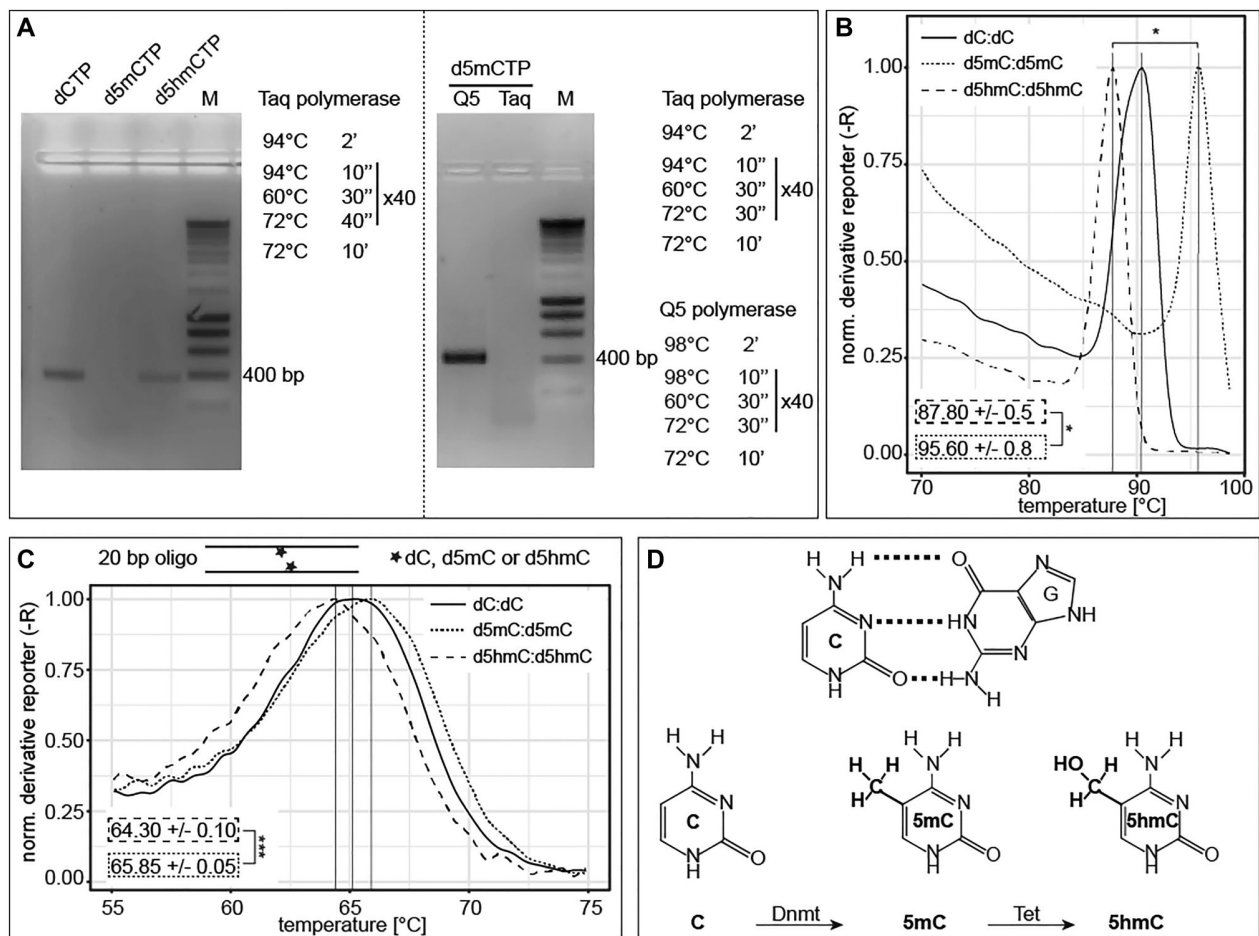 A
dCTP
d5mCTP
d5hmCTP
M
400 bp
Taq polymerase
94°C 2'
94°C 10"
60°C 30"
72°C 40"
x40
72°C 10'
d5mCTP
Q5 Taq M
400 bp
Taq polymerase
94°C 2'
94°C 10"
60°C 30"
72°C 30"
x40
72°C 10'
Q5 polymerase
98°C 2'
98°C 10"
60°C 30"
72°C 30"
x40
72°C 10'
B
dC:dC
d5mC:d5mC
d5hmC:d5hmC
*
norm. derivative reporter (-R)
1.00
0.75
0.50
0.25
0.00
87.80 +/- 0.5
95.60 +/- 0.8
*
70 80 90 100
temperature [°C]
C
20 bp oligo
★dC, d5mC or d5hmC
dC:dC
d5mC:d5mC
d5hmC:d5hmC
norm. derivative reporter (-R)
1.00
0.75
0.50
0.25
0.00
64.30 +/- 0.10
65.85 +/- 0.05
***
55 60 65 70 75
temperature [°C]
D
H H O N
N G
C N HN NH
N
N O H-N
H H
H H
N
C N
N O
H
H H H
H C N
5mC N
N O
H
HO H H H
H C N
5hmC N
N O
H
C Dnmt 5mC Tet 5hmC